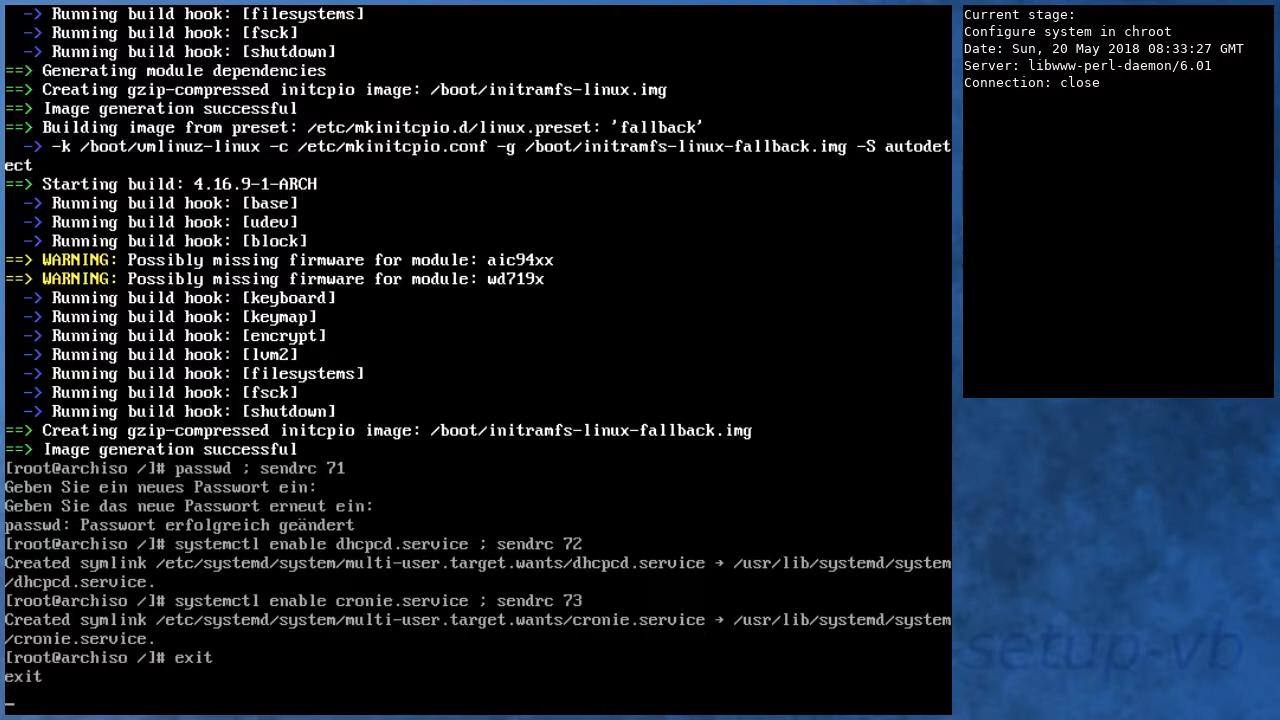 -> Running build hook: [filesystems]
-> Running build hook: [fsck]
-> Running build hook: [shutdown]
==> Generating module dependencies
==> Creating gzip-compressed initcpio image: /boot/initramfs-linux.img
==> Image generation successful
==> Building image from preset: /etc/mkinitcpio.d/linux.preset: 'fallback'
-> -k /boot/vmlinuz-linux -c /etc/mkinitcpio.conf -g /boot/initramfs-linux-fallback.img -S autodet
ect
==> Starting build: 4.16.9-1-ARCH
-> Running build hook: [base]
-> Running build hook: [udev]
-> Running build hook: [block]
==> WARNING: Possibly missing firmware for module: aic94xx
==> WARNING: Possibly missing firmware for module: wd719x
-> Running build hook: [keyboard]
-> Running build hook: [keymap]
-> Running build hook: [encrypt]
-> Running build hook: [lvm2]
-> Running build hook: [filesystems]
-> Running build hook: [fsck]
-> Running build hook: [shutdown]
==> Creating gzip-compressed initcpio image: /boot/initramfs-linux-fallback.img
==> Image generation successful
[root@archiso /]# passwd ; sendrc 71
Geben Sie ein neues Passwort ein:
Geben Sie das neue Passwort erneut ein:
passwd: Passwort erfolgreich geändert
[root@archiso /]# systemctl enable dhcpcd.service ; sendrc 72
Created symlink /etc/systemd/system/multi-user.target.wants/dhcpcd.service → /usr/lib/systemd/system
/dhcpcd.service.
[root@archiso /]# systemctl enable cronie.service ; sendrc 73
Created symlink /etc/systemd/system/multi-user.target.wants/cronie.service → /usr/lib/systemd/system
/cronie.service.
[root@archiso /]# exit
exit
Current stage:
Configure system in chroot
Date: Sun, 20 May 2018 08:33:27 GMT
Server: libwww-perl-daemon/6.01
Connection: close
setup-vb